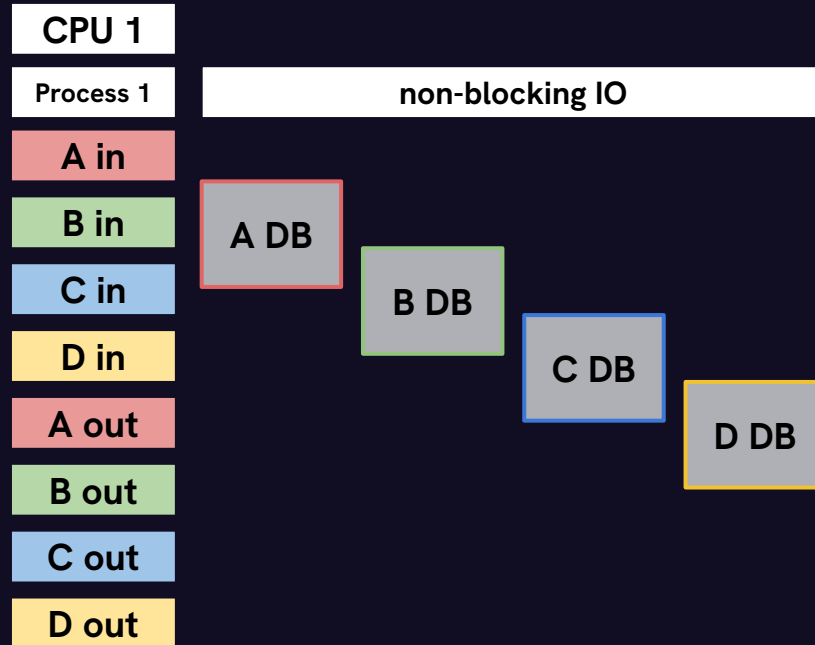 CPU 1
Process 1
non-blocking IO
A in
B in
A DB
C in
B DB
D in
C DB
A out
D DB
B out
C out
D out